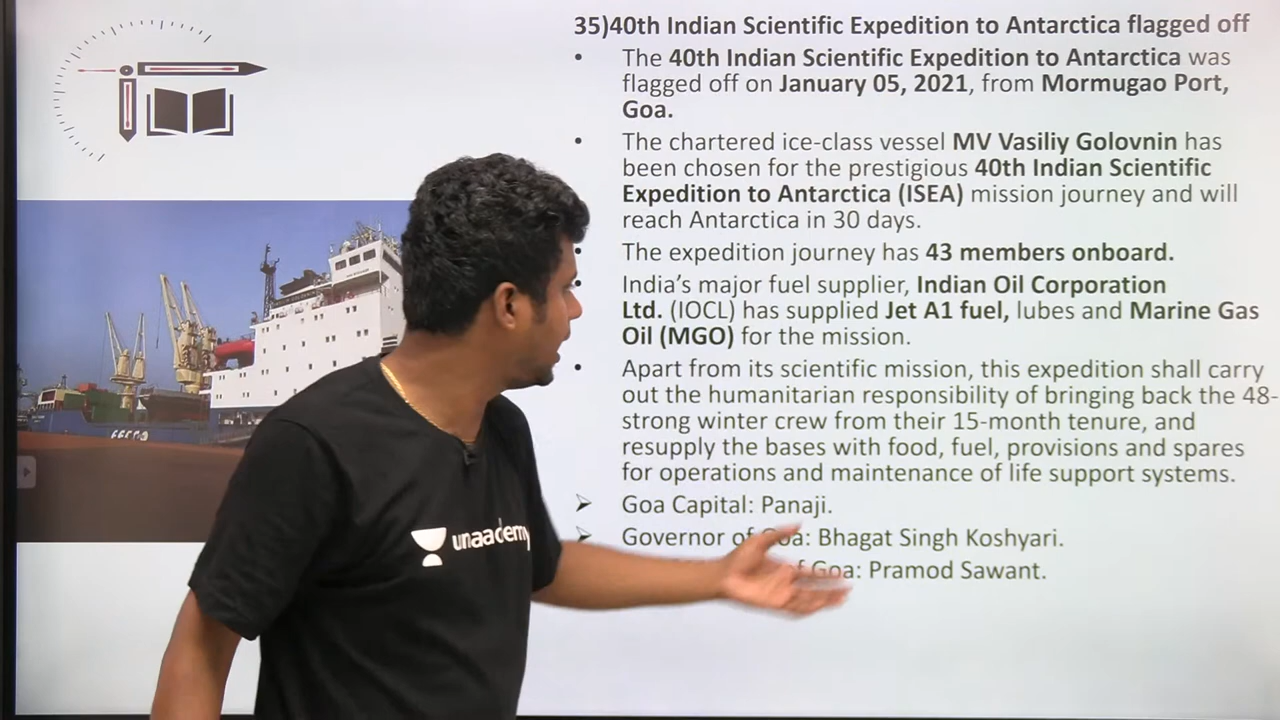 35)40th Indian Scientific Expedition to Antarctica flagged off
• The 40th Indian Scientific Expedition to Antarctica was
flagged off on January 05, 2021, from Mormugao Port,
Goa.
• The chartered ice-class vessel MV Vasiliy Golovnin has
been chosen for the prestigious 40th Indian Scientific
Expedition to Antarctica (ISEA) mission journey and will
reach Antarctica in 30 days.
• The expedition journey has 43 members onboard.
• India's major fuel supplier, Indian Oil Corporation
Ltd. (IOCL) has supplied Jet A1 fuel, lubes and Marine Gas
Oil (MGO) for the mission.
• Apart from its scientific mission, this expedition shall carry
out the humanitarian responsibility of bringing back the 48-
strong winter crew from their 15-month tenure, and
resupply the bases with food, fuel, provisions and spares
for operations and maintenance of life support systems.
➢ Goa Capital: Panaji.
➢ Governor of Goa: Bhagat Singh Koshyari.
Goa: Pramod Sawant.
unacademy